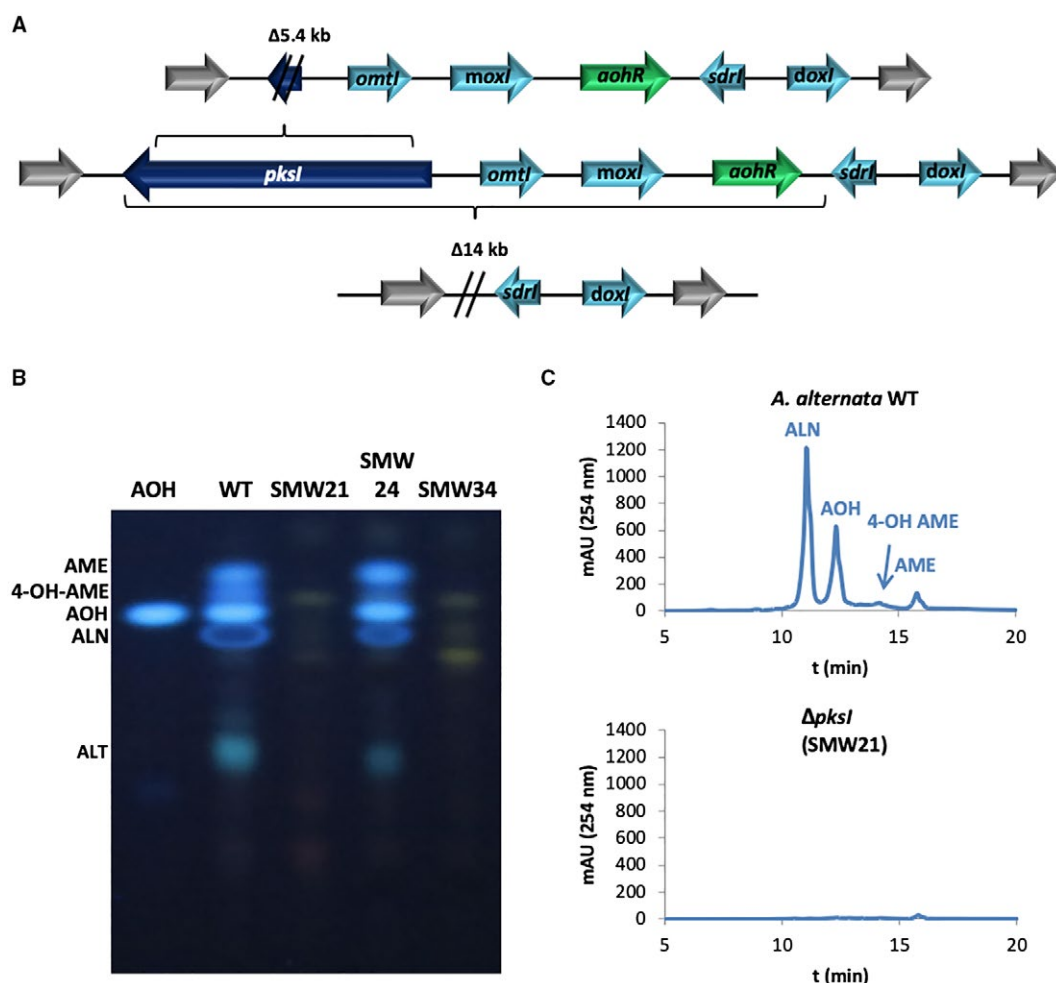 A
Δ5.4 kb
omtI moxI aohR sdrI doxI
pksI omtI moxI aohR sdrI doxI
Δ14 kb
sdrI doxI
B
AOH WT SMW21 SMW 24 SMW34
AME
4-OH-AME
AOH
ALN
ALT
C
A. alternata WT
mAU (254 nm)
1400
1200
1000
800
600
400
200
0
ALN
AOH
4-OH AME
AME
5 10 15 20
t (min)
ΔpksI
(SMW21)
mAU (254 nm)
1400
1200
1000
800
600
400
200
0
5 10 15 20
t (min)